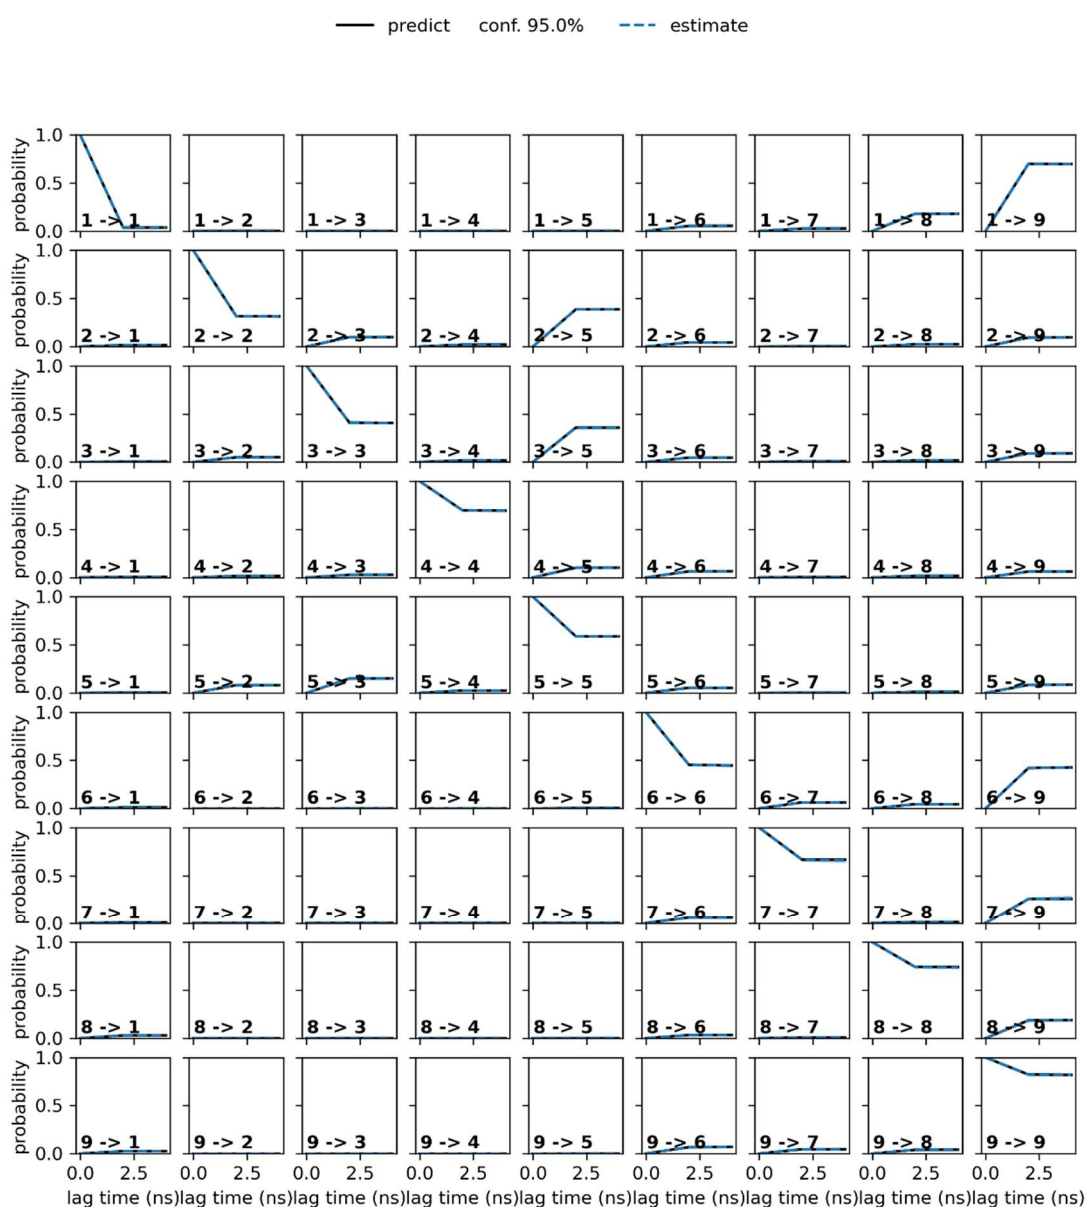 predict conf. 95.0% estimate
probability 1.0 0.5 0.0 1 -> 1 1 -> 2 1 -> 3 1 -> 4 1 -> 5 1 -> 6 1 -> 7 1 -> 8 1 -> 9
probability 1.0 0.5 0.0 2 -> 1 2 -> 2 2 -> 3 2 -> 4 2 -> 5 2 -> 6 2 -> 7 2 -> 8 2 -> 9
probability 1.0 0.5 0.0 3 -> 1 3 -> 2 3 -> 3 3 -> 4 3 -> 5 3 -> 6 3 -> 7 3 -> 8 3 -> 9
probability 1.0 0.5 0.0 4 -> 1 4 -> 2 4 -> 3 4 -> 4 4 -> 5 4 -> 6 4 -> 7 4 -> 8 4 -> 9
probability 1.0 0.5 0.0 5 -> 1 5 -> 2 5 -> 3 5 -> 4 5 -> 5 5 -> 6 5 -> 7 5 -> 8 5 -> 9
probability 1.0 0.5 0.0 6 -> 1 6 -> 2 6 -> 3 6 -> 4 6 -> 5 6 -> 6 6 -> 7 6 -> 8 6 -> 9
probability 1.0 0.5 0.0 7 -> 1 7 -> 2 7 -> 3 7 -> 4 7 -> 5 7 -> 6 7 -> 7 7 -> 8 7 -> 9
probability 1.0 0.5 0.0 8 -> 1 8 -> 2 8 -> 3 8 -> 4 8 -> 5 8 -> 6 8 -> 7 8 -> 8 8 -> 9
probability 1.0 0.5 0.0 9 -> 1 9 -> 2 9 -> 3 9 -> 4 9 -> 5 9 -> 6 9 -> 7 9 -> 8 9 -> 9
0.0 2.5 0.0 2.5 0.0 2.5 0.0 2.5 0.0 2.5 0.0 2.5 0.0 2.5 0.0 2.5 0.0 2.5
lag time (ns) lag time (ns) lag time (ns) lag time (ns) lag time (ns) lag time (ns) lag time (ns) lag time (ns) lag time (ns)